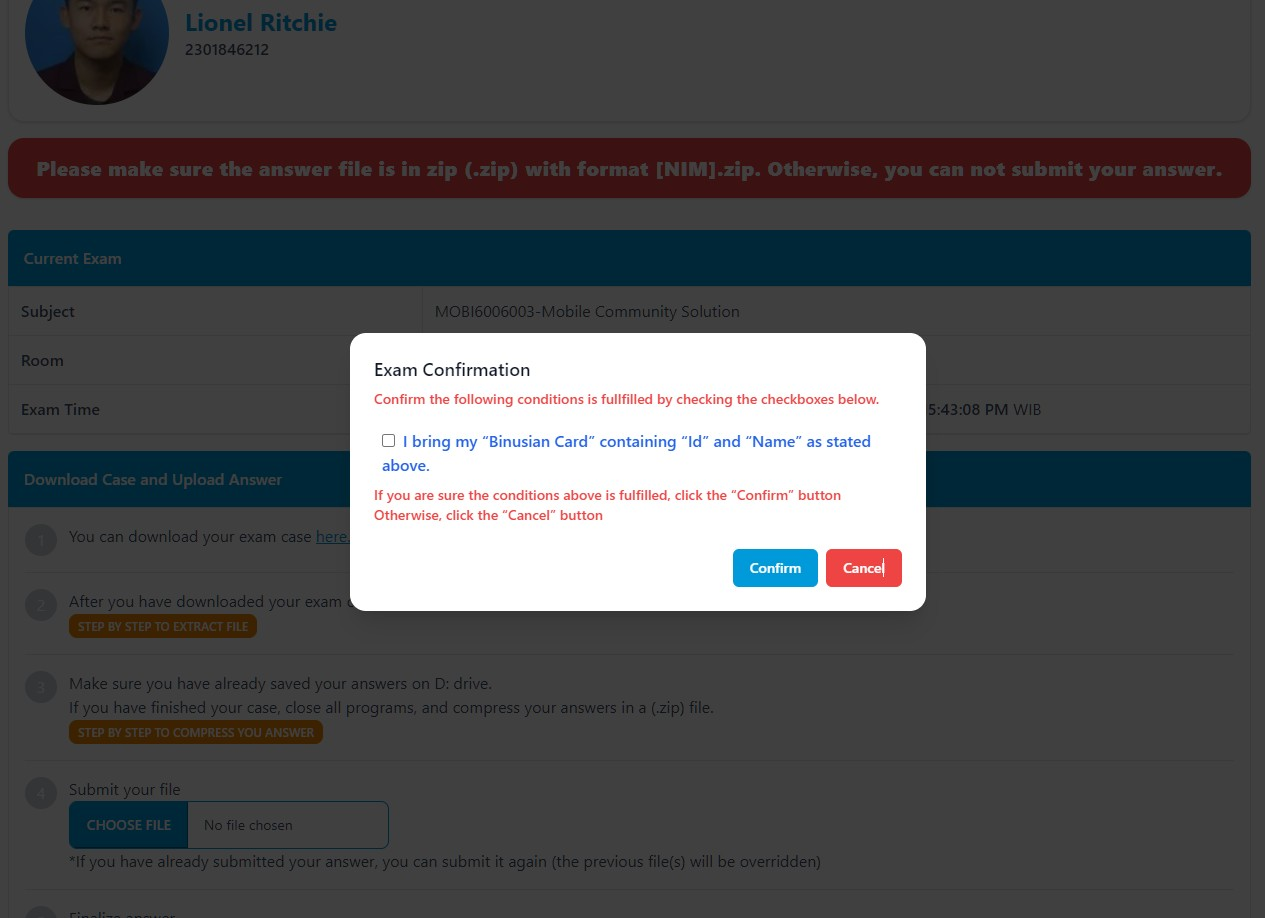 Lionel Ritchie
2301846212
Please make sure the answer file is in zip (.zip) with format [NIM].zip. Otherwise, you can not submit your answer.
Current Exam
Subject
MOBI6006003-Mobile Community Solution
Room
Exam Time
5:43:08 PM WIB
Exam Confirmation
Confirm the following conditions is fullfilled by checking the checkboxes below.
I bring my “Binusian Card” containing “Id” and “Name” as stated
above.
If you are sure the conditions above is fulfilled, click the “Confirm” button
Otherwise, click the “Cancel” button
Confirm
Cancel
Download Case and Upload Answer
1
You can download your exam case here.
2
After you have downloaded your exam
STEP BY STEP TO EXTRACT FILE
3
Make sure you have already saved your answers on D: drive.
If you have finished your case, close all programs, and compress your answers in a (.zip) file.
STEP BY STEP TO COMPRESS YOU ANSWER
4
Submit your file
CHOOSE FILE
No file chosen
*If you have already submitted your answer, you can submit it again (the previous file(s) will be overridden)
Finalize answer